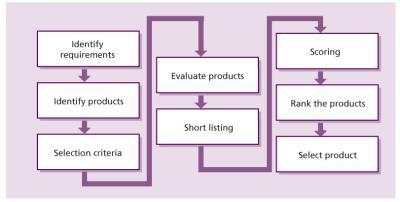 Identify
requirements
Identify products
Selection criteria
Evaluate products
Short listing
Scoring
Rank the products
Select product